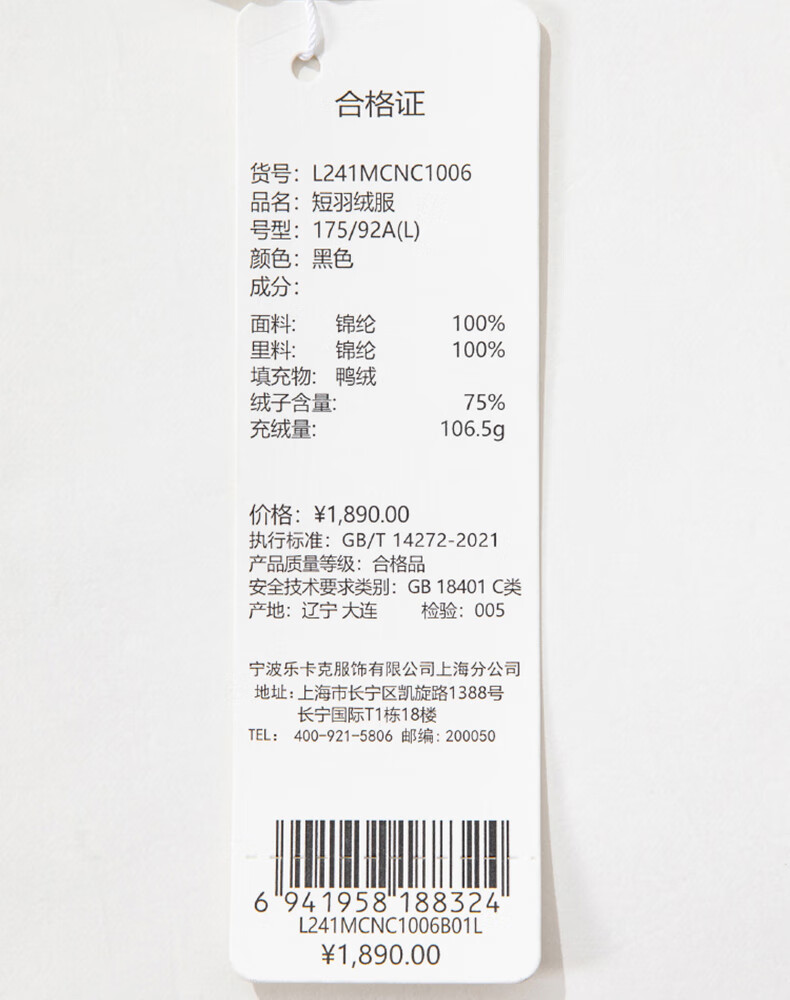 合格证
货号：L241MCNC1006
品名：短羽绒服
号型：175/92A(L)
颜色：黑色
成分：
面料: 锦纶 100%
里料: 锦纶 100%
填充物: 鸭绒
绒子含量: 75%
充绒量: 106.5g
价格：¥1,890.00
执行标准：GB/T 14272-2021
产品质量等级：合格品
安全技术要求类别：GB 18401 C类
产地：辽宁 大连 检验：005
宁波乐卡克服饰有限公司上海分公司
地址：上海市长宁区凯旋路1388号
长宁国际T1栋18楼
TEL： 400-921-5806 邮编：200050
6 941958 188324
L241MCNC1006B01L
¥1,890.00